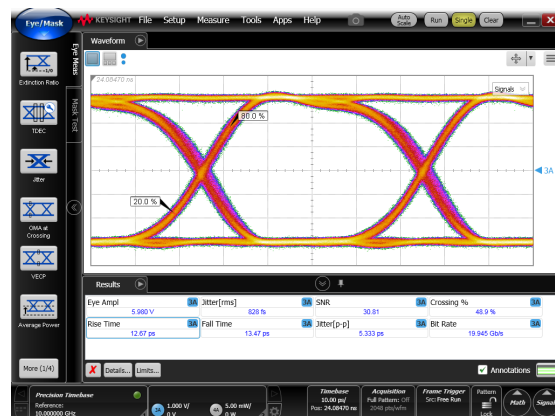 Eye/Mask
KEYSIGHT File Setup Measure Tools Apps Help
Auto Scale Run Single Clear
Waveform
Eye Meas
Mask Test
Extinction Ratio
TDEC
Jitter
OMA at Crossing
VECP
Average Power
More (1/4)
24.08470 ns
Signals
80.0 %
20.0 %
3A
Results
Eye Ampl 3A Jitter[rms] 3A SNR 3A Crossing % 3A
5.980 V 828 fs 30.81 48.9 %
Rise Time 3A Fall Time 3A Jitter[p-p] 3A Bit Rate 3A
12.67 ps 13.47 ps 5.333 ps 19.945 Gb/s
Details... Limits...
Annotations
Precision Timebase
Reference:
10.000000 GHz
3A 1.000 V/
0 V
4A 5.00 mW/
0 W
Timebase
10.00 ps/
Pos: 24.08470 ns
Acquisition
Full Pattern: Off
2048 pts/wfm
Frame Trigger
Src: Free Run
Pattern
Lock
Math
Signals